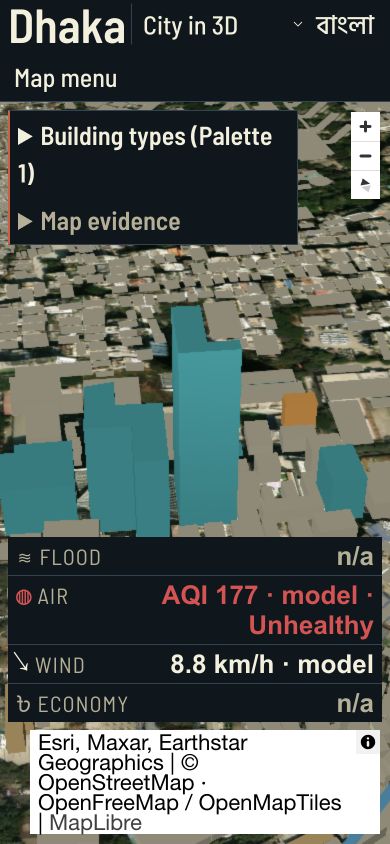 Dhaka City in 3D বাংলা
Map menu
▶ Building types (Palette
1)
▶ Map evidence
FLOOD n/a
AIR AQI 177 · model ·
Unhealthy
WIND 8.8 km/h · model
৳ ECONOMY n/a
Esri, Maxar, Earthstar
Geographics | ©
OpenStreetMap ·
OpenFreeMap / OpenMapTiles
| MapLibre